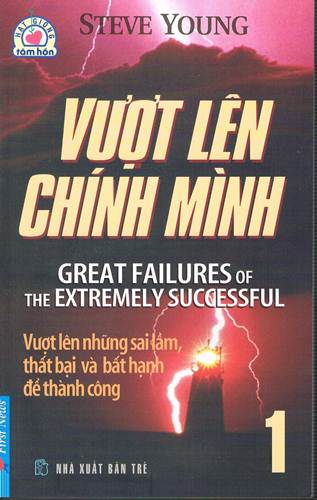 HẠT GIỐNG
tâm hồn
STEVE YOUNG
VƯỢT LÊN
CHÍNH MÌNH
GREAT FAILURES OF
THE EXTREMELY SUCCESSFUL
Vượt lên những sai lầm,
thất bại và bất hạnh
để thành công
First News
1
NHÀ XUẤT BẢN TRẺ